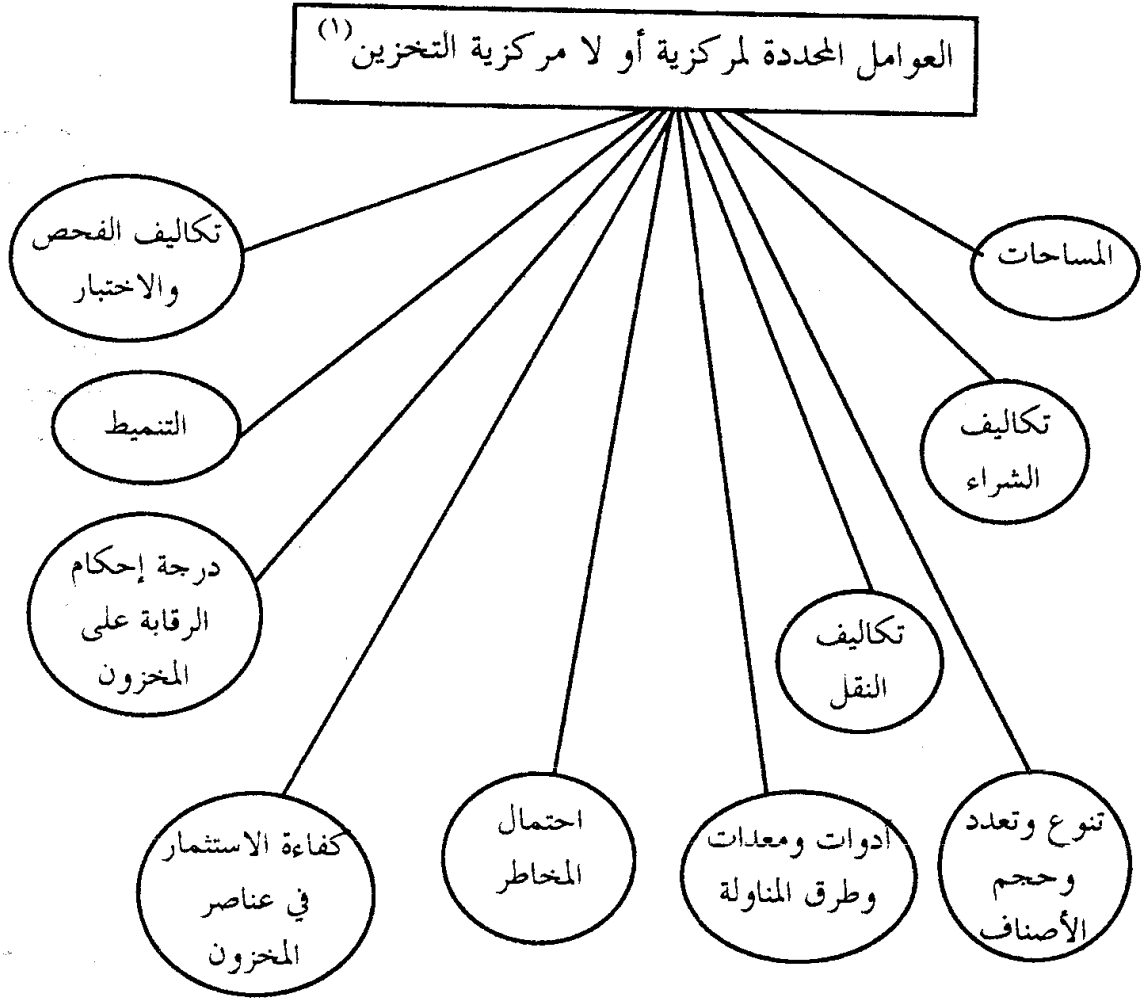 العوامل المحددة لمركزية أو لا مركزية التخزين (١)
المساحات
تكاليف
الشراء
تكاليف
النقل
تنوع وتعدد
وحجم
الأصناف
أدوات ومعدات
وطرق المناولة
احتمال
المخاطر
كفاءة الاستثمار
في عناصر
المخزون
درجة إحكام
الرقابة على
المخزون
التنميط
تكاليف الفحص
والاختبار